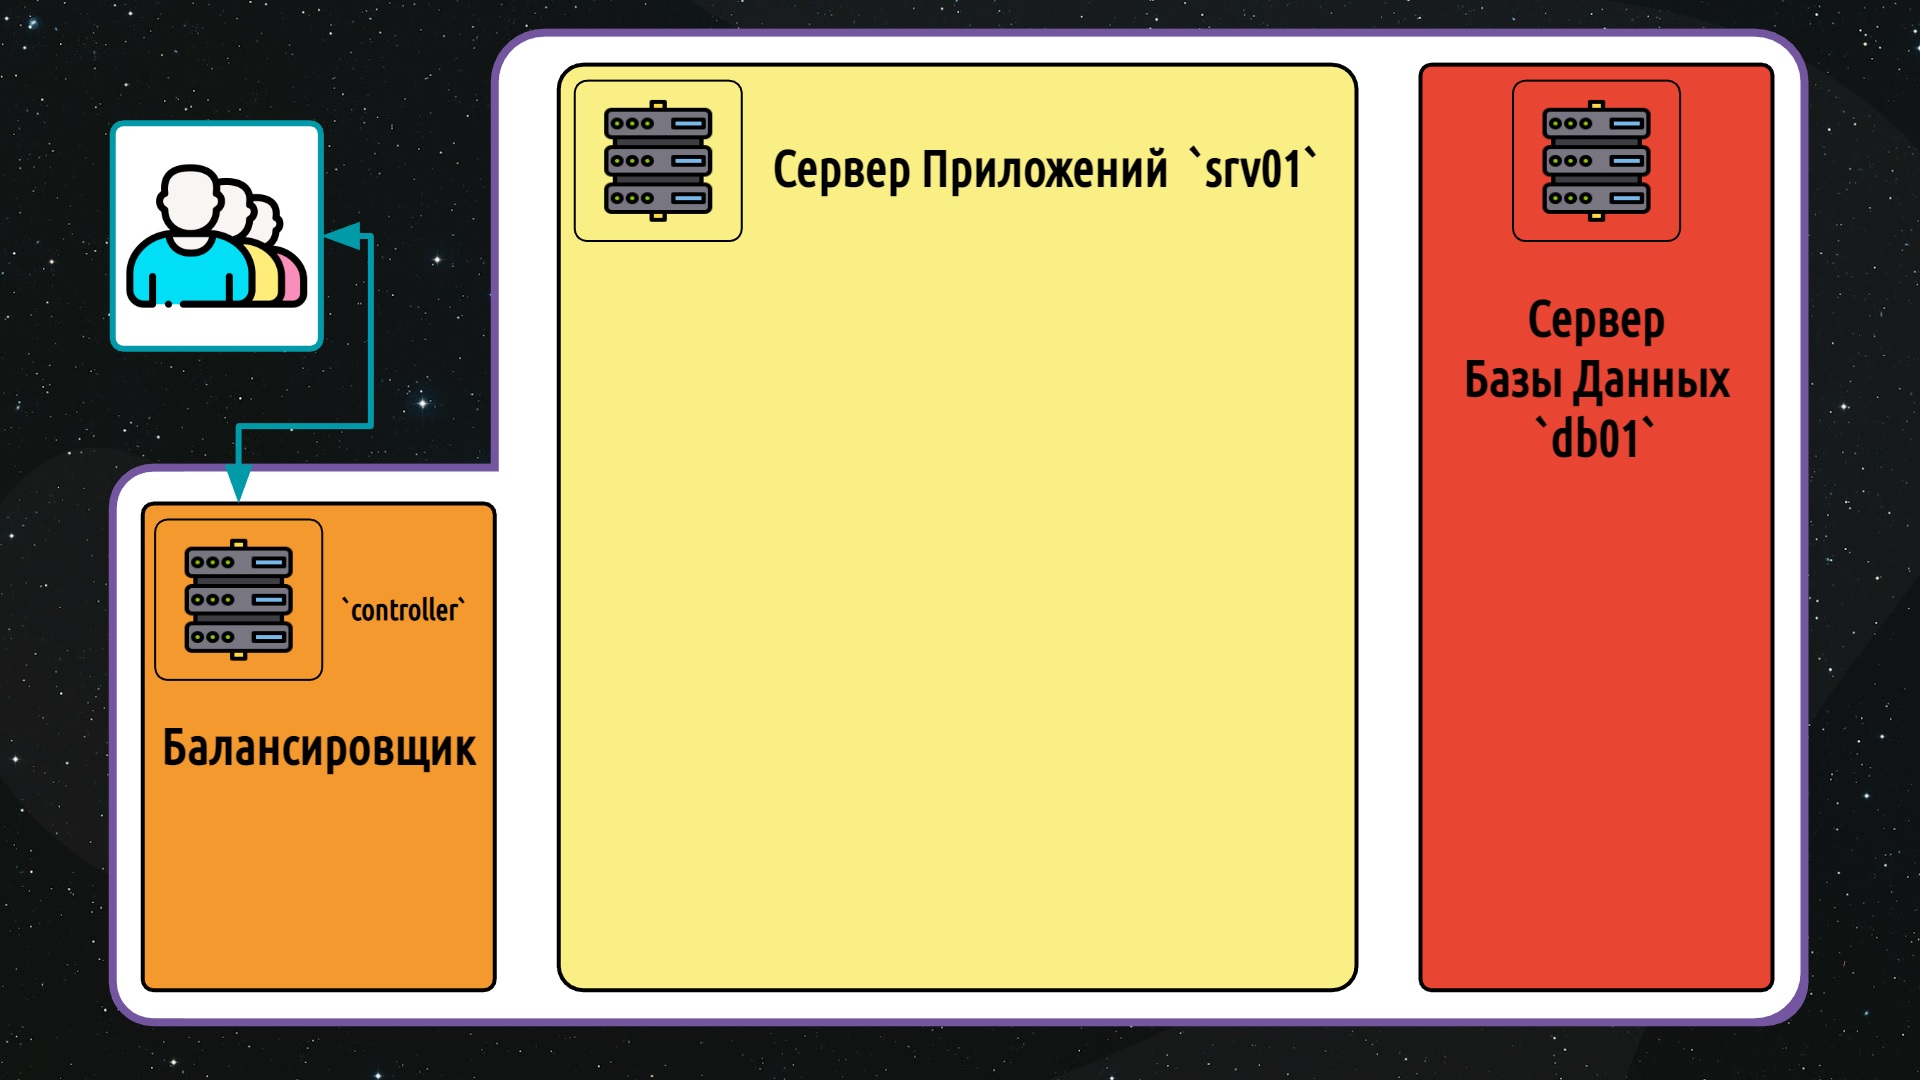 Сервер Приложений `srv01`
Сервер
Базы Данных
`db01`
`controller`
Балансировщик